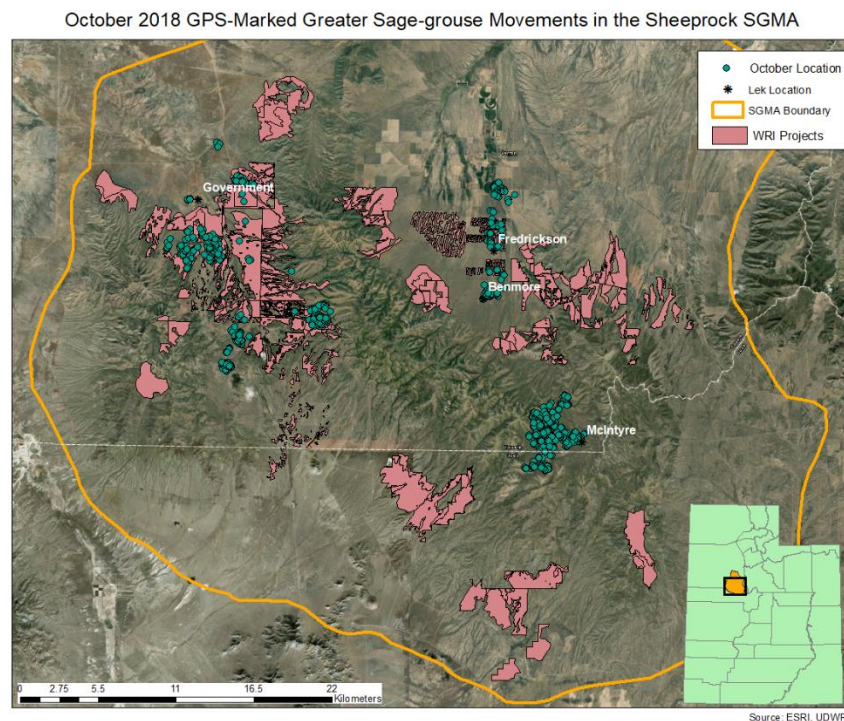 October 2018 GPS-Marked Greater Sage-grouse Movements in the Sheeprock SGMA
October Location
Lek Location
SGMA Boundary
WRI Projects
Government
Fredrickson
Benmore
McIntyre
0 2.75 5.5 11 16.5 22
Kilometers
Source: ESRI, UDWR